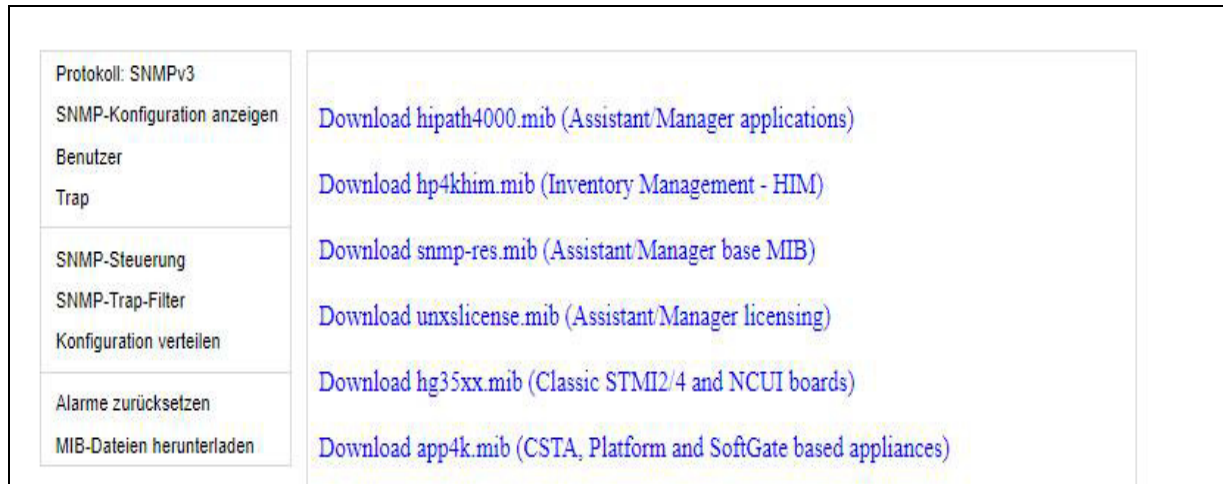 Protokoll: SNMPv3
SNMP-Konfiguration anzeigen
Benutzer
Trap
SNMP-Steuerung
SNMP-Trap-Filter
Konfiguration verteilen
Alarme zurücksetzen
MIB-Dateien herunterladen
Download hipath4000.mib (Assistant/Manager applications)
Download hp4khim.mib (Inventory Management - HIM)
Download snmp-res.mib (Assistant/Manager base MIB)
Download unxslicense.mib (Assistant/Manager licensing)
Download hg35xx.mib (Classic STMI2/4 and NCUI boards)
Download app4k.mib (CSTA, Platform and SoftGate based appliances)